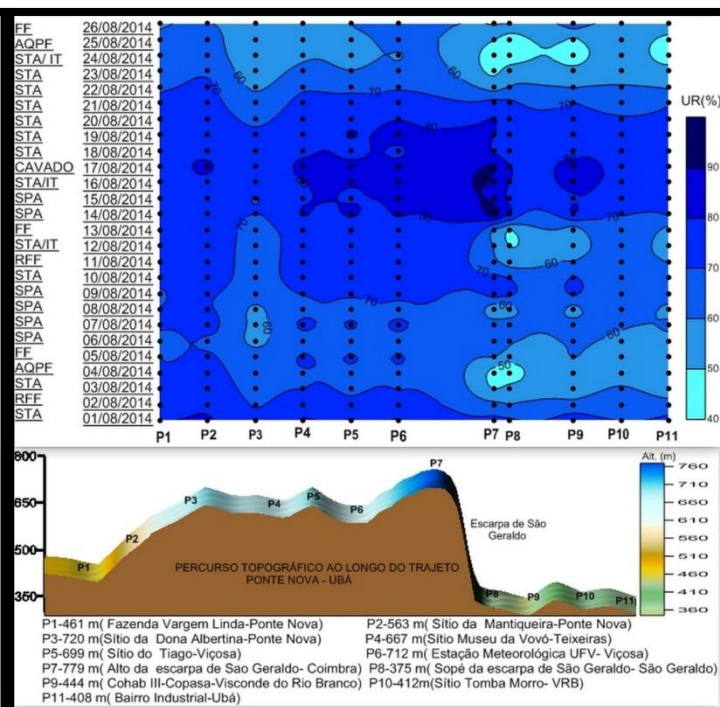 FF 26/08/2014
AQPF 25/08/2014
STA/ IT 24/08/2014
STA 23/08/2014
STA 22/08/2014
STA 21/08/2014
STA 20/08/2014
STA 19/08/2014
STA 18/08/2014
CAVADO 17/08/2014
STA/IT 16/08/2014
SPA 15/08/2014
SPA 14/08/2014
FF 13/08/2014
STA/IT 12/08/2014
RFF 11/08/2014
STA 10/08/2014
SPA 09/08/2014
SPA 08/08/2014
SPA 07/08/2014
SPA 06/08/2014
FF 05/08/2014
AQPF 04/08/2014
STA 03/08/2014
RFF 02/08/2014
STA 01/08/2014
60
60
70
70
70
80
80
70
70
60
70
60
60
60
50
P1 P2 P3 P4 P5 P6 P7 P8 P9 P10 P11
UR(%)
90
80
70
60
50
40
800
650
500
350
P1
P2
P3
P4
P5
P6
P7
P8
P9
P10
P11
Escarpa de São
Geraldo
PERCURSO TOPOGRÁFICO AO LONGO DO TRAJETO
PONTE NOVA - UBÁ
Alt. (m)
760
710
660
610
560
510
460
410
360
P1-461 m( Fazenda Vargem Linda-Ponte Nova) P2-563 m( Sítio da Mantiqueira-Ponte Nova)
P3-720 m(Sítio da Dona Albertina-Ponte Nova) P4-667 m(Sítio Museu da Vovó-Teixeiras)
P5-699 m( Sítio do Tiago-Viçosa) P6-712 m( Estação Meteorológica UFV- Viçosa)
P7-779 m( Alto da escarpa de Sao Geraldo- Coimbra) P8-375 m( Sopé da escarpa de São Geraldo- São Geraldo)
P9-444 m( Cohab III-Copasa-Visconde do Rio Branco) P10-412m(Sítio Tomba Morro- VRB)
P11-408 m( Bairro Industrial-Ubá)